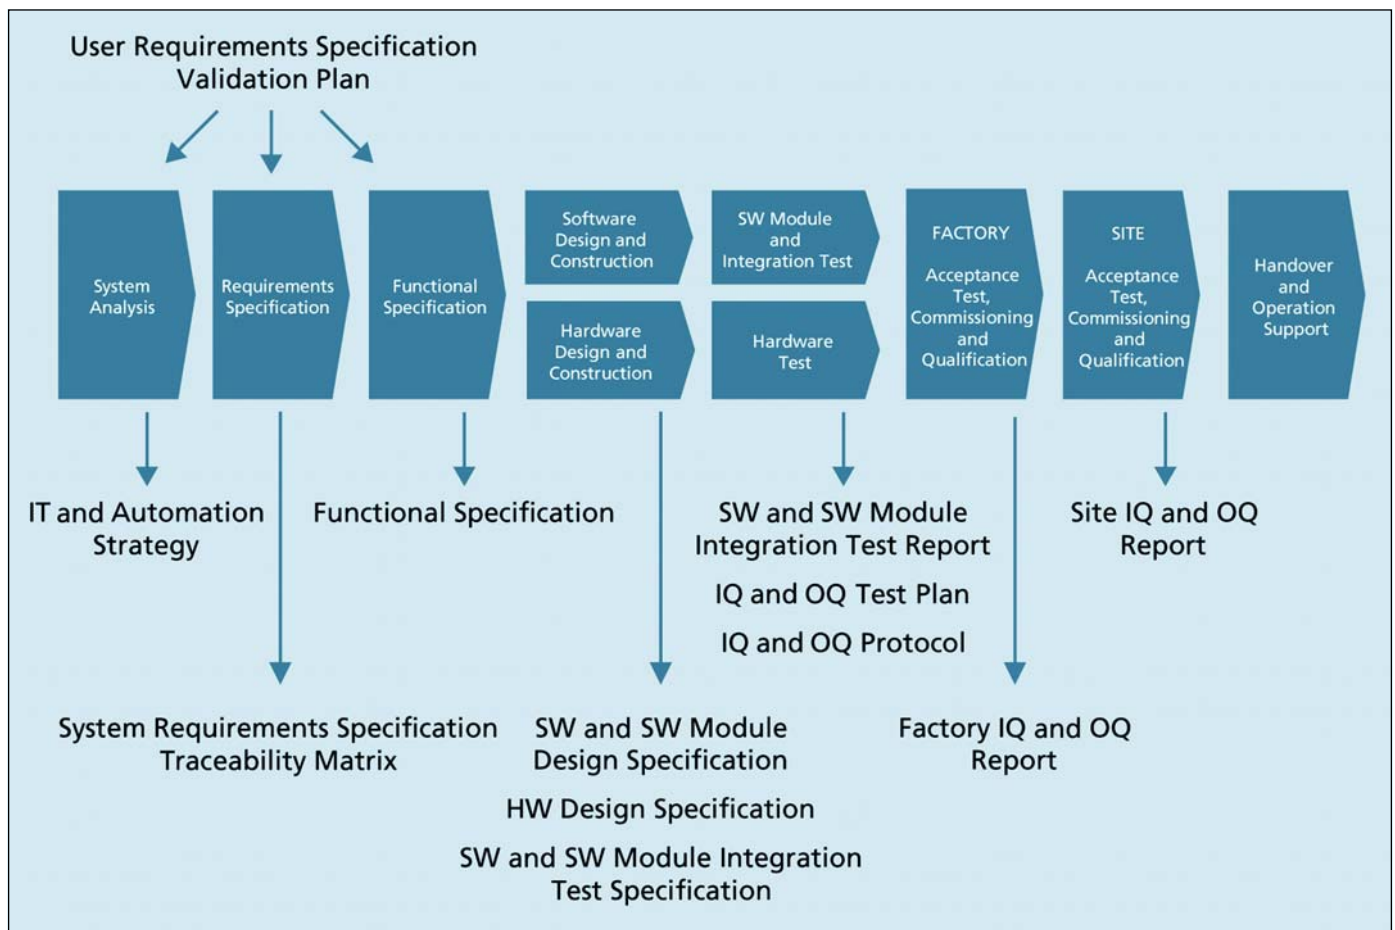 User Requirements Specification
Validation Plan
System
Analysis
Requirements
Specification
Functional
Specification
Software
Design and
Construction
Hardware
Design and
Construction
SW Module
and
Integration Test
Hardware
Test
FACTORY
Acceptance
Test,
Commissioning
and
Qualification
SITE
Acceptance
Test,
Commissioning
and
Qualification
Handover
and
Operation
Support
IT and Automation
Strategy
Functional Specification
SW and SW Module
Integration Test Report
IQ and OQ Test Plan
IQ and OQ Protocol
Site IQ and OQ
Report
System Requirements Specification
Traceability Matrix
SW and SW Module
Design Specification
HW Design Specification
SW and SW Module Integration
Test Specification
Factory IQ and OQ
Report